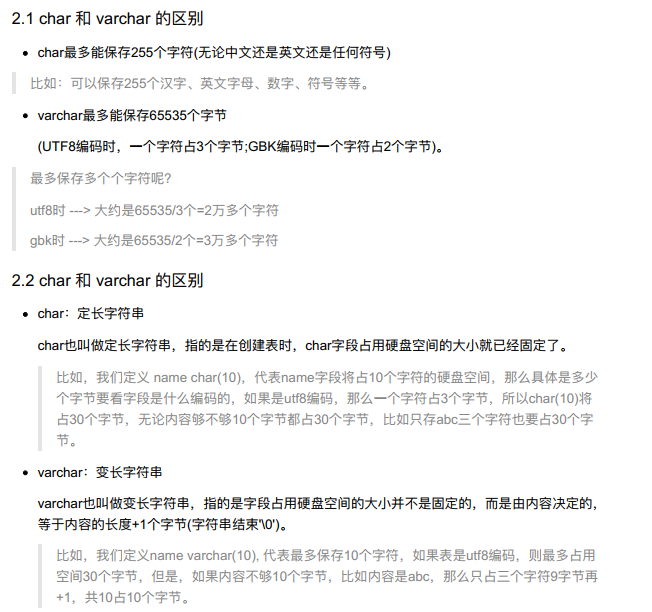 2.1 char 和 varchar 的区别
char最多能保存255个字符(无论中文还是英文还是任何符号)
比如：可以保存255个汉字、英文字母、数字、符号等等。
varchar最多能保存65535个字节
(UTF8编码时，一个字符占3个字节;GBK编码时一个字符占2个字节)。
最多保存多个个字符呢?
utf8时 ---> 大约是65535/3个=2万多个字符
gbk时 ---> 大约是65535/2个=3万多个字符
2.2 char 和 varchar 的区别
char：定长字符串
char也叫做定长字符串，指的是在创建表时，char字段占用硬盘空间的大小就已经固定了。
比如，我们定义 name char(10)，代表name字段将占10个字符的硬盘空间，那么具体是多少
个字节要看字段是什么编码的，如果是utf8编码，那么一个字符占3个字节，所以char(10)将
占30个字节，无论内容够不够10个字节都占30个字节，比如只存abc三个字符也要占30个字
节。
varchar：变长字符串
varchar也叫做变长字符串，指的是字段占用硬盘空间的大小并不是固定的，而是由内容决定的，
等于内容的长度+1个字节(字符串结束'\0')。
比如，我们定义name varchar(10), 代表最多保存10个字符，如果表是utf8编码，则最多占用
空间30个字节，但是，如果内容不够10个字节，比如内容是abc，那么只占三个字符9字节再
+1，共10占10个字节。